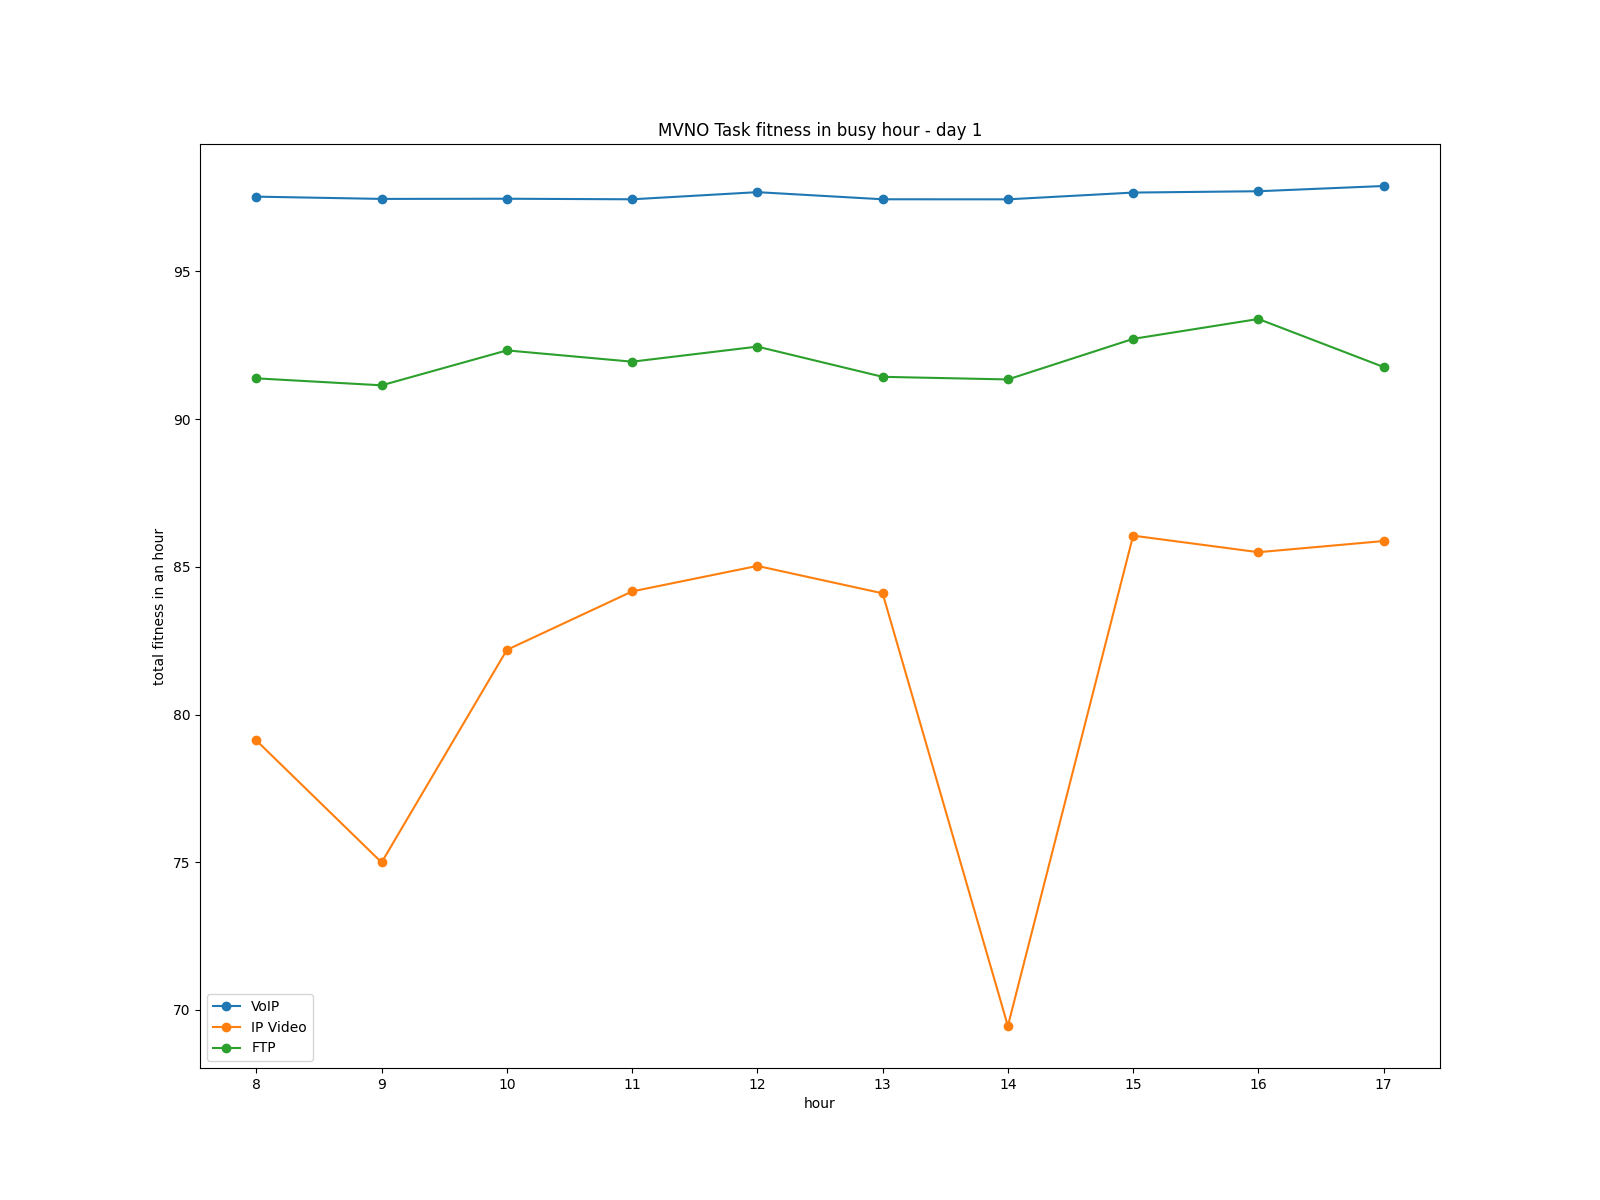 MVNO Task fitness in busy hour - day 1
total fitness in an hour
95
90
85
80
75
70
VoIP
IP Video
FTP
8 9 10 11 12 13 14 15 16 17
hour